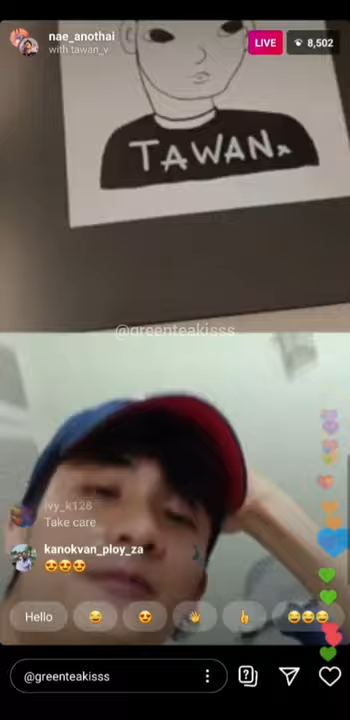 nae_anothai
with tawan_v
LIVE
8,502
TAWAN
@greenteakisss
ivy_k128
Take care
kanokvan_ploy_za
Hello
@greenteakisss